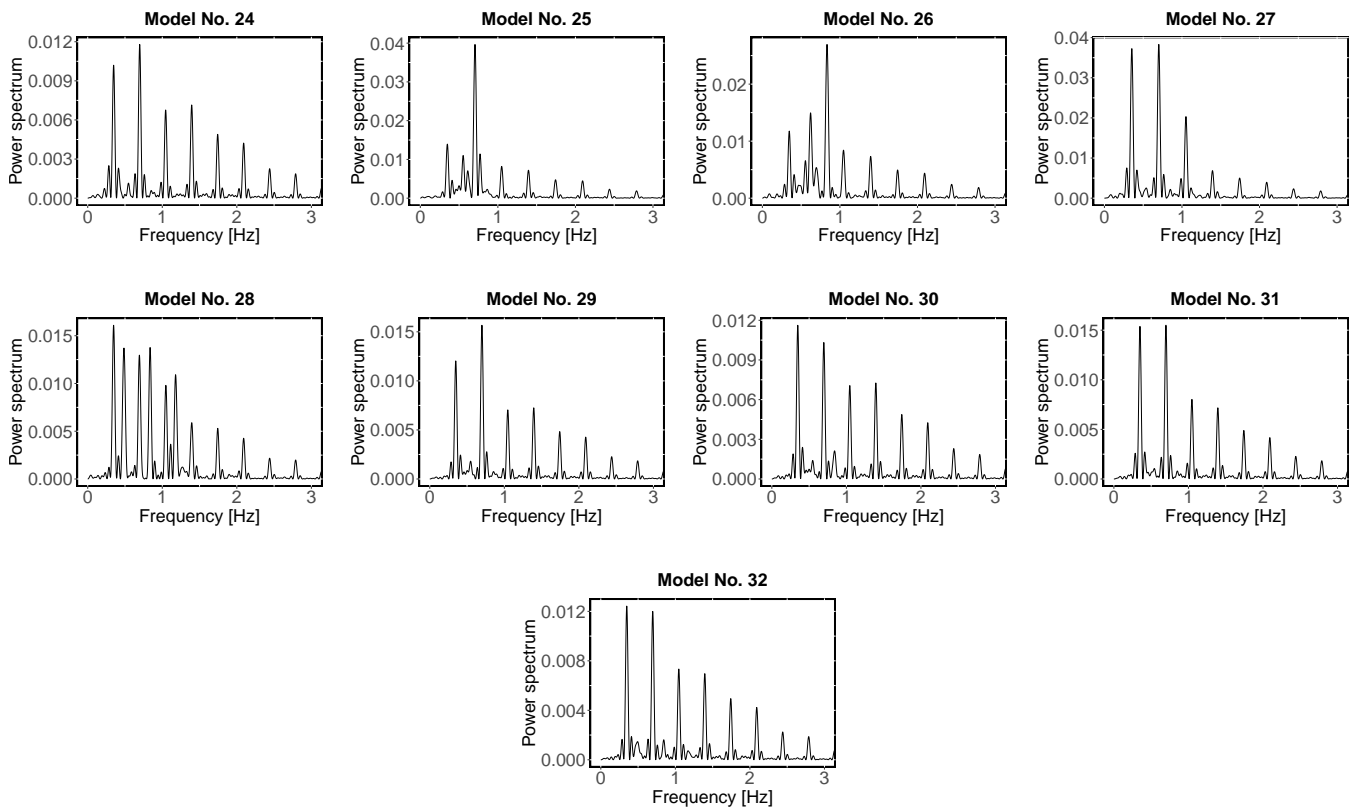 Model No. 24
Power spectrum
0.012
0.009
0.006
0.003
0.000
0 1 2 3
Frequency [Hz]
Model No. 25
Power spectrum
0.04
0.03
0.02
0.01
0.00
0 1 2 3
Frequency [Hz]
Model No. 26
Power spectrum
0.02
0.01
0.00
0 1 2 3
Frequency [Hz]
Model No. 27
Power spectrum
0.04
0.03
0.02
0.01
0.00
0 1 2 3
Frequency [Hz]
Model No. 28
Power spectrum
0.015
0.010
0.005
0.000
0 1 2 3
Frequency [Hz]
Model No. 29
Power spectrum
0.015
0.010
0.005
0.000
0 1 2 3
Frequency [Hz]
Model No. 30
Power spectrum
0.012
0.009
0.006
0.003
0.000
0 1 2 3
Frequency [Hz]
Model No. 31
Power spectrum
0.015
0.010
0.005
0.000
0 1 2 3
Frequency [Hz]
Model No. 32
Power spectrum
0.012
0.008
0.004
0.000
0 1 2 3
Frequency [Hz]